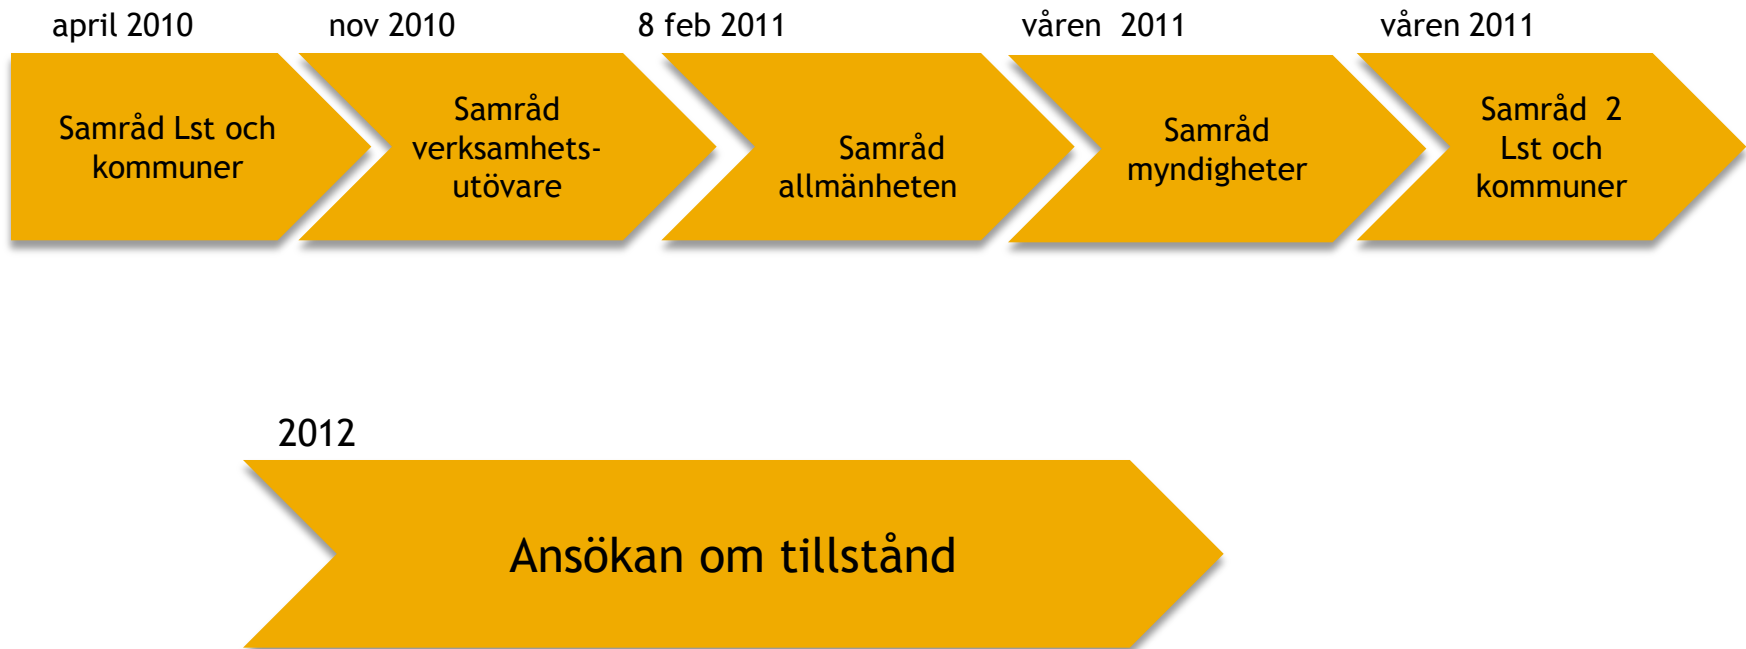 april 2010
nov 2010
8 feb 2011
våren 2011
våren 2011
Samråd Lst och
kommuner
Samråd
verksamhets-
utövare
Samråd
allmänheten
Samråd
myndigheter
Samråd 2
Lst och
kommuner
2012
Ansökan om tillstånd